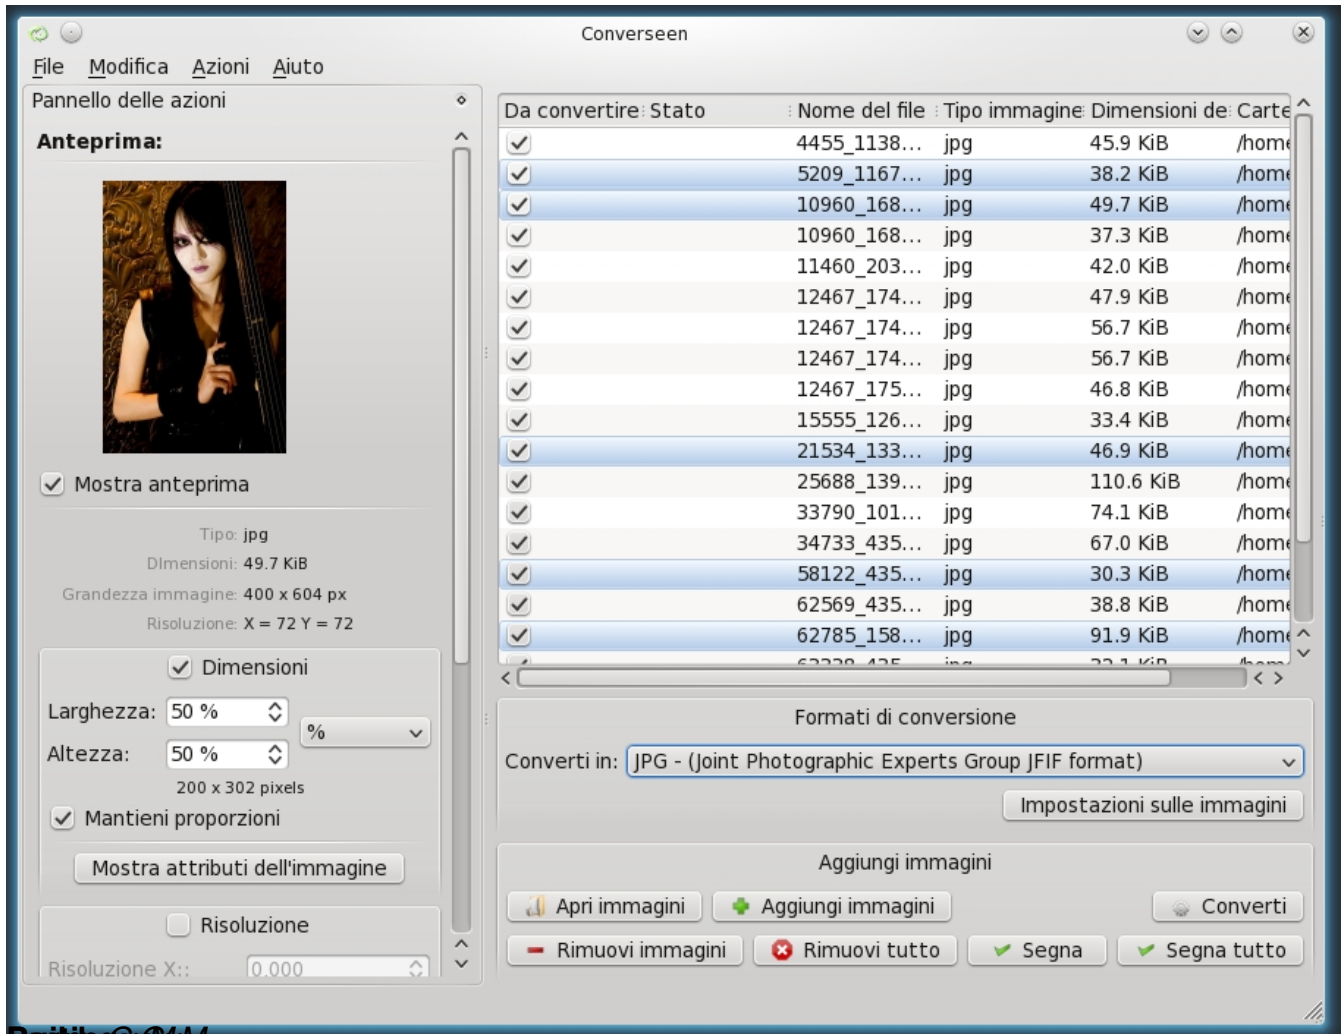 Converseen
File Modifica Azioni Aiuto
Pannello delle azioni
Anteprima:
Mostra anteprima
Tipo: jpg
DImensioni: 49.7 KiB
Grandezza immagine: 400 x 604 px
Risoluzione: X = 72 Y = 72
Dimensioni
Larghezza: 50 %
%
Altezza: 50 %
200 x 302 pixels
Mantieni proporzioni
Mostra attributi dell'immagine
Risoluzione
Risoluzione X:: 0.000
Da convertire Stato Nome del file Tipo immagine Dimensioni de Carte
4455_1138... jpg 45.9 KiB /home
5209_1167... jpg 38.2 KiB /home
10960_168... jpg 49.7 KiB /home
10960_168... jpg 37.3 KiB /home
11460_203... jpg 42.0 KiB /home
12467_174... jpg 47.9 KiB /home
12467_174... jpg 56.7 KiB /home
12467_174... jpg 56.7 KiB /home
12467_175... jpg 46.8 KiB /home
15555_126... jpg 33.4 KiB /home
21534_133... jpg 46.9 KiB /home
25688_139... jpg 110.6 KiB /home
33790_101... jpg 74.1 KiB /home
34733_435... jpg 67.0 KiB /home
58122_435... jpg 30.3 KiB /home
62569_435... jpg 38.8 KiB /home
62785_158... jpg 91.9 KiB /home
Formati di conversione
Converti in: JPG - (Joint Photographic Experts Group JFIF format)
Impostazioni sulle immagini
Aggiungi immagini
Apri immagini Aggiungi immagini Converti
Rimuovi immagini Rimuovi tutto Segna Segna tutto